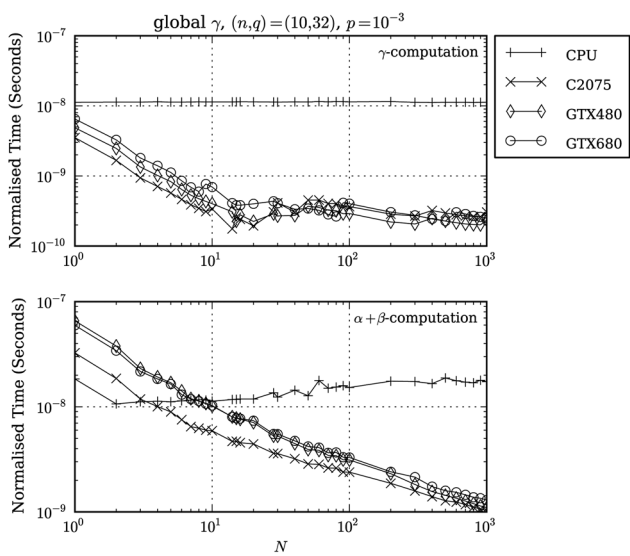 global γ, (n,q)=(10,32), p=10⁻³
10⁻⁷
γ-computation
10⁻⁸
10⁻⁹
10⁻¹⁰
Normalised Time (Seconds)
10⁰ 10¹ 10² 10³
N
CPU
C2075
GTX480
GTX680
10⁻⁷
α+β-computation
10⁻⁸
10⁻⁹
Normalised Time (Seconds)
10⁰ 10¹ 10² 10³
N